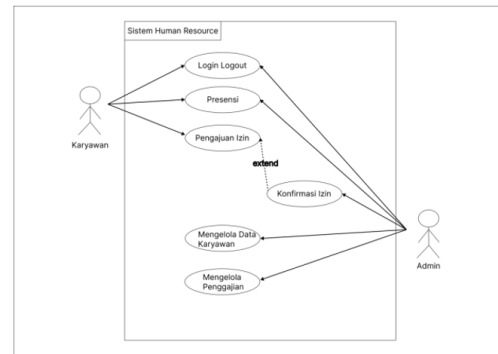 Sistem Human Resource
Login Logout
Presensi
Karyawan
Pengajuan Izin
extend
Konfirmasi Izin
Mengelola Data
Karyawan
Admin
Mengelola
Penggajian